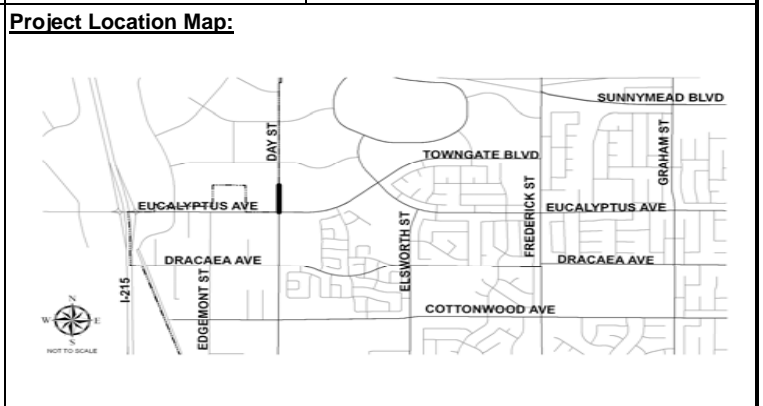 Project Location Map:
SUNNYMEAD BLVD
DAY ST
GRAHAM ST
TOWNGATE BLVD
FREDERICK ST
EUCALYPTUS AVE
EUCALYPTUS AVE
ELSWORTH ST
DRACAEA AVE
DRACAEA AVE
I-215
EDGEMONT ST
COTTONWOOD AVE
N
W E
S
NOT TO SCALE